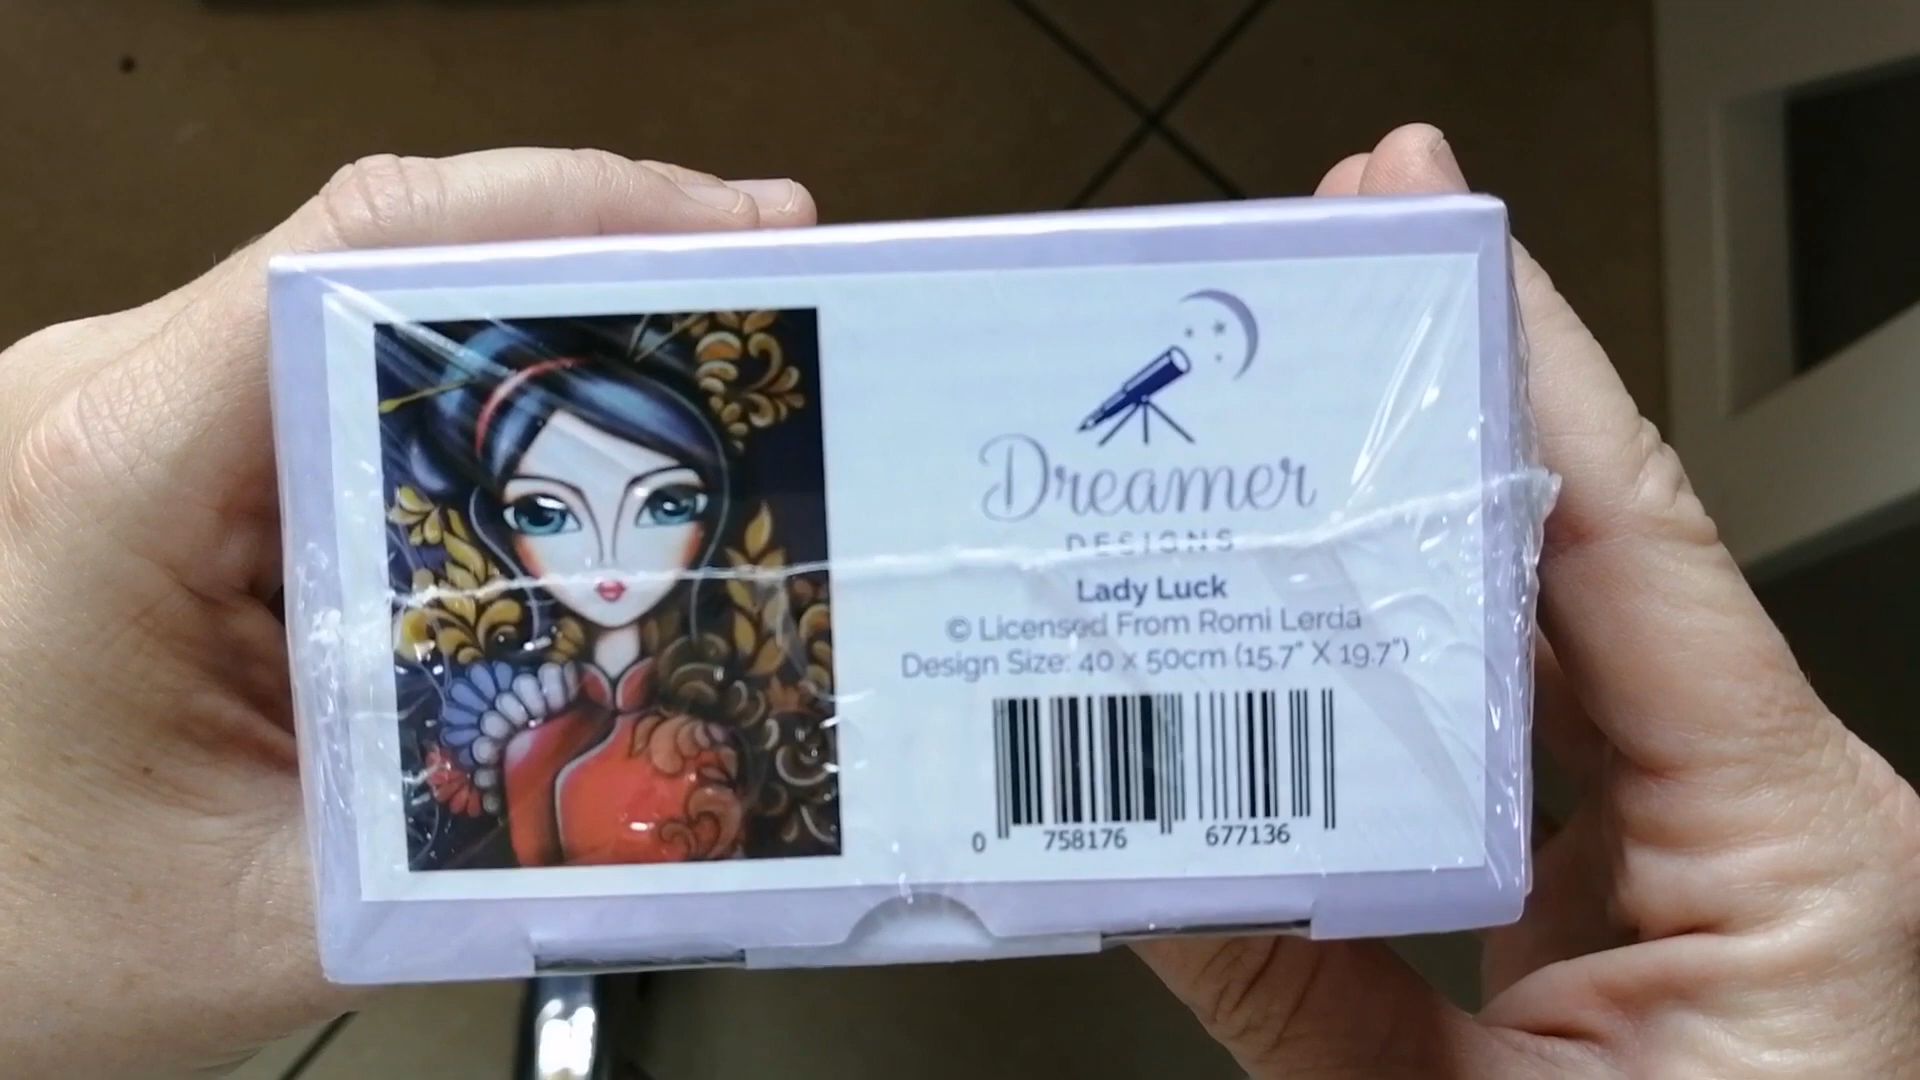 Dreamer
DESIGNS
Lady Luck
© Licensed From Romi Lerda
Design Size: 40 x 50cm (15.7" X 19.7")
0 758176 677136